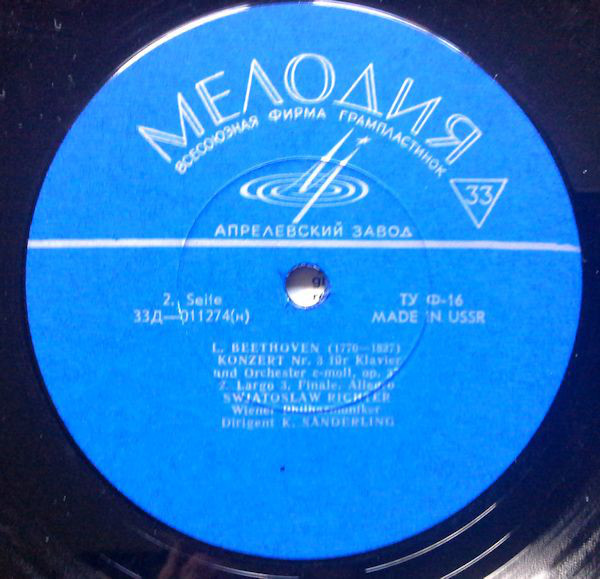 МЕЛОДИЯ
ВСЕСОЮЗНАЯ ФИРМА ГРАМПЛАСТИНОК
33
АПРЕЛЕВСКИЙ ЗАВОД
2. Seite
ТУ Ф-16
33Д—011274(н)
MADE IN USSR
L. BEETHOVEN (1770—1827)
KONZERT Nr. 3 für Klavier
und Orchester c-moll, op.
2. Largo 3. Finale.
SWJATOSLAW RICHTER
Wiener Philharmoniker
Dirigent K. SANDERLING